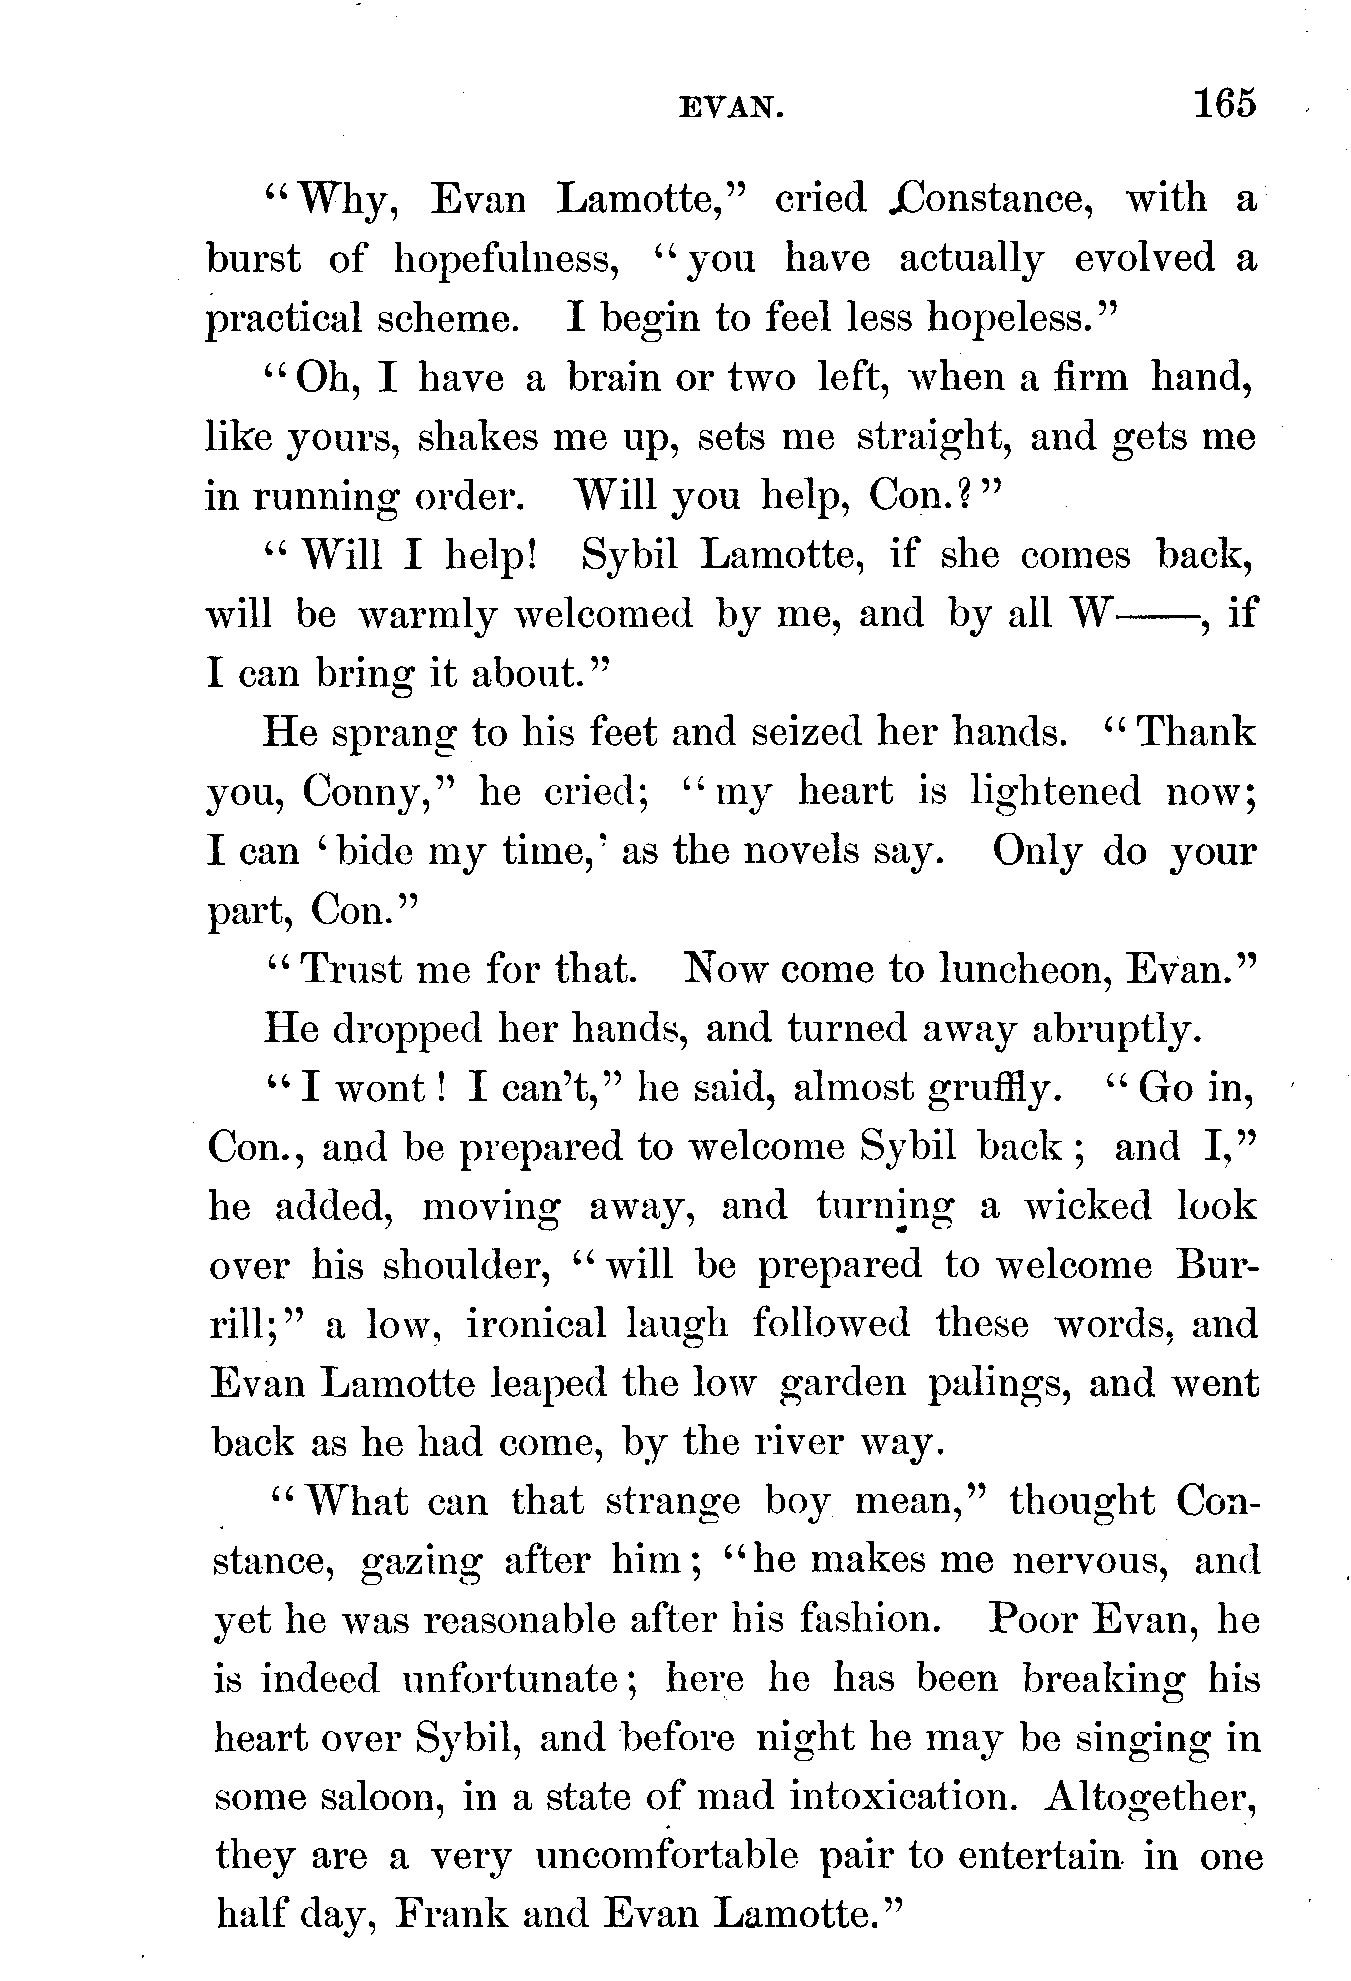 EVAN. 165
"Why, Evan Lamotte," cried Constance, with a
burst of hopefulness, "you have actually evolved a
practical scheme. I begin to feel less hopeless."
"Oh, I have a brain or two left, when a firm hand,
like yours, shakes me up, sets me straight, and gets me
in running order. Will you help, Con.?"
"Will I help! Sybil Lamotte, if she comes back,
will be warmly welcomed by me, and by all W——, if
I can bring it about."
He sprang to his feet and seized her hands. "Thank
you, Conny," he cried; "my heart is lightened now;
I can 'bide my time,' as the novels say. Only do your
part, Con."
"Trust me for that. Now come to luncheon, Evan."
He dropped her hands, and turned away abruptly.
"I wont! I can't," he said, almost gruffly. "Go in,
Con., and be prepared to welcome Sybil back; and I,"
he added, moving away, and turning a wicked look
over his shoulder, "will be prepared to welcome Bur-
rill;" a low, ironical laugh followed these words, and
Evan Lamotte leaped the low garden palings, and went
back as he had come, by the river way.
"What can that strange boy mean," thought Con-
stance, gazing after him; "he makes me nervous, and
yet he was reasonable after his fashion. Poor Evan, he
is indeed unfortunate; here he has been breaking his
heart over Sybil, and before night he may be singing in
some saloon, in a state of mad intoxication. Altogether,
they are a very uncomfortable pair to entertain in one
half day, Frank and Evan Lamotte."